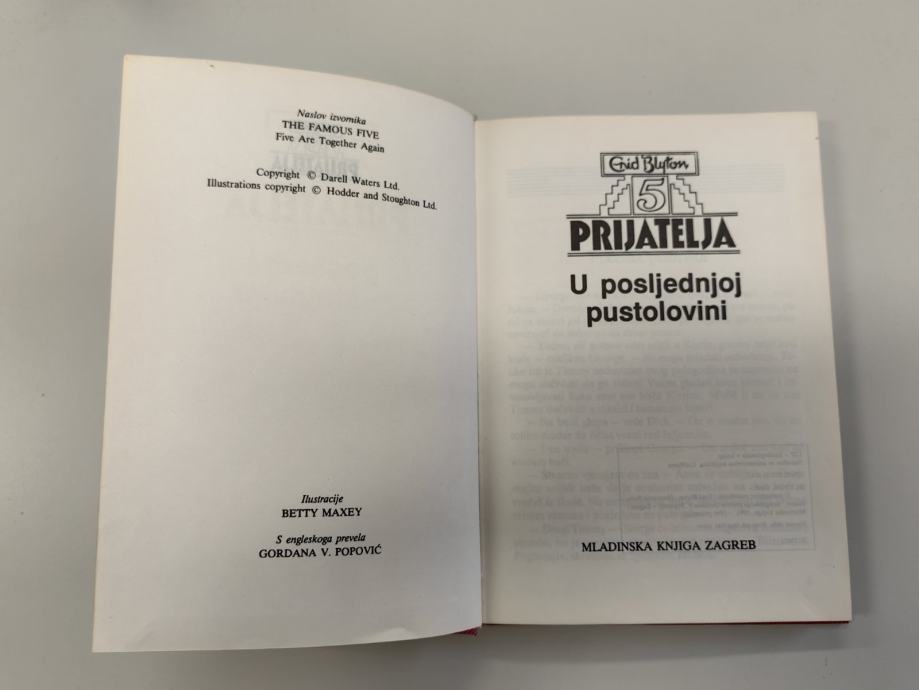 Naslov izvornika
THE FAMOUS FIVE
Five Are Together Again
Copyright © Darell Waters Ltd.
Illustrations copyright © Hodder and Stoughton Ltd.
Ilustracije
BETTY MAXEY
S engleskoga prevela
GORDANA V. POPOVIĆ
Enid Blyton
5
PRIJATELJA
U posljednjoj
pustolovini
MLADINSKA KNJIGA ZAGREB